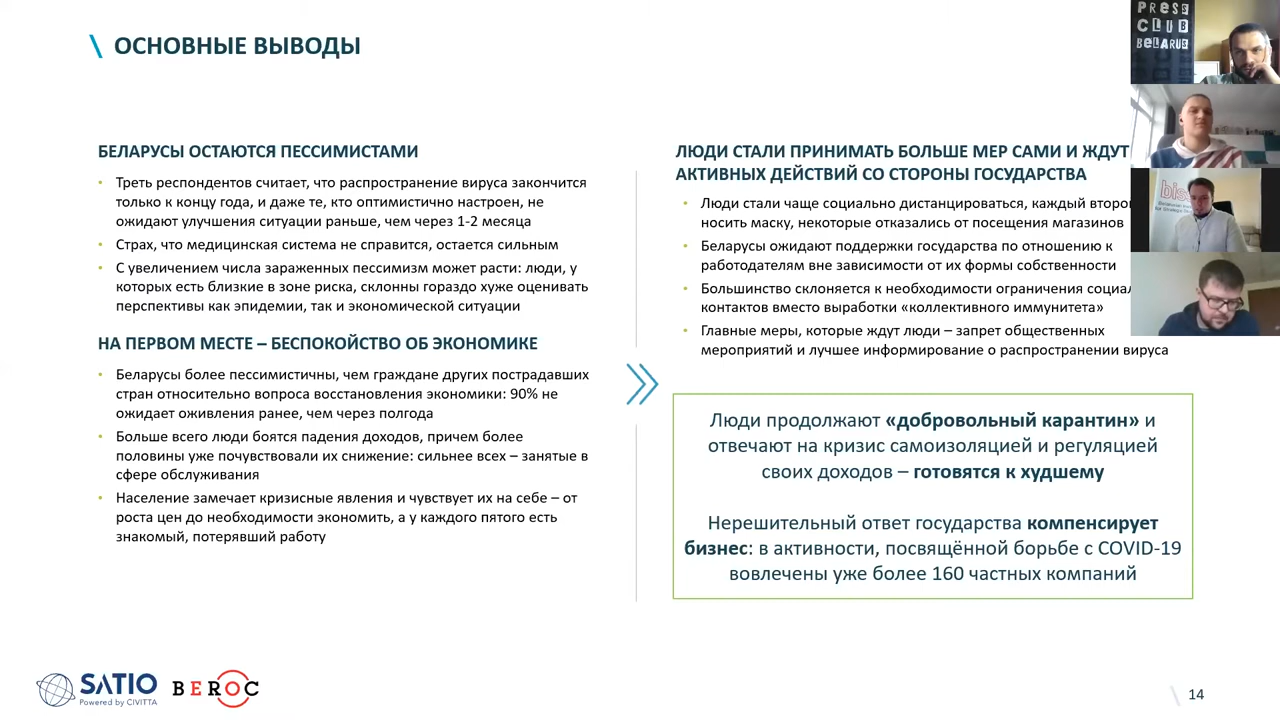 \ ОСНОВНЫЕ ВЫВОДЫ
БЕЛАРУСЫ ОСТАЮТСЯ ПЕССИМИСТАМИ
• Треть респондентов считает, что распространение вируса закончится
только к концу года, и даже те, кто оптимистично настроен, не
ожидают улучшения ситуации раньше, чем через 1-2 месяца
• Страх, что медицинская система не справится, остается сильным
• С увеличением числа зараженных пессимизм может расти: люди, у
которых есть близкие в зоне риска, склонны гораздо хуже оценивать
перспективы как эпидемии, так и экономической ситуации
НА ПЕРВОМ МЕСТЕ – БЕСПОКОЙСТВО ОБ ЭКОНОМИКЕ
• Беларусы более пессимистичны, чем граждане других пострадавших
стран относительно вопроса восстановления экономики: 90% не
ожидает оживления ранее, чем через полгода
• Больше всего люди боятся падения доходов, причем более
половины уже почувствовали их снижение: сильнее всех – занятые в
сфере обслуживания
• Население замечает кризисные явления и чувствует их на себе – от
роста цен до необходимости экономить, а у каждого пятого есть
знакомый, потерявший работу
ЛЮДИ СТАЛИ ПРИНИМАТЬ БОЛЬШЕ МЕР САМИ И ЖДУТ
АКТИВНЫХ ДЕЙСТВИЙ СО СТОРОНЫ ГОСУДАРСТВА
• Люди стали чаще социально дистанцироваться, каждый второ
носить маску, некоторые отказались от посещения магазинов
• Беларусы ожидают поддержки государства по отношению к
работодателям вне зависимости от их формы собственности
• Большинство склоняется к необходимости ограничения социал
контактов вместо выработки «коллективного иммунитета»
• Главные меры, которые ждут люди – запрет общественных
мероприятий и лучшее информирование о распространении вируса
Люди продолжают «добровольный карантин» и
отвечают на кризис самоизоляцией и регуляцией
своих доходов – готовятся к худшему
Нерешительный ответ государства компенсирует
бизнес: в активности, посвящённой борьбе с COVID-19
вовлечены уже более 160 частных компаний
SATIO
Powered by CIVITTA
BEROC
14
PRESS
CLUB
BELARUS
bis